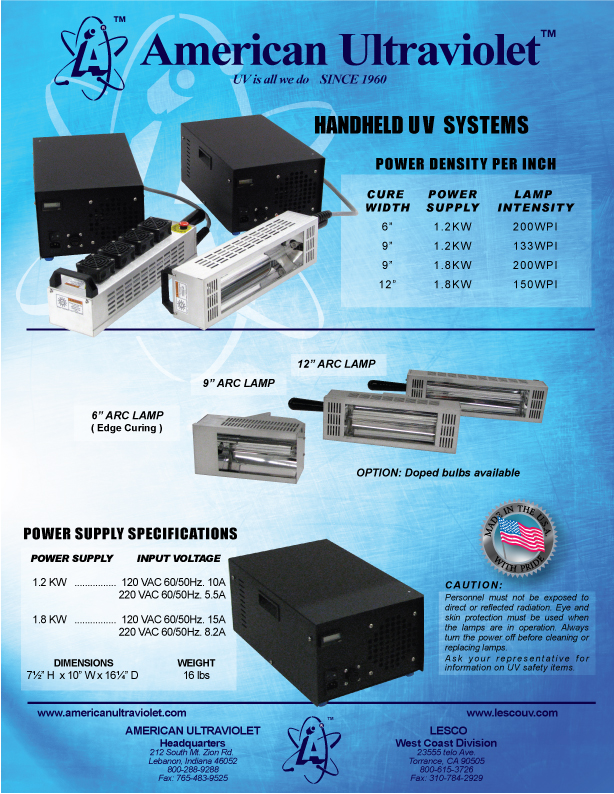 American Ultraviolet™
UV is all we do SINCE 1960
HANDHELD UV SYSTEMS
POWER DENSITY PER INCH
CURE WIDTH POWER SUPPLY LAMP INTENSITY
6" 1.2KW 200WPI
9" 1.2KW 133WPI
9" 1.8KW 200WPI
12" 1.8KW 150WPI
12" ARC LAMP
9" ARC LAMP
6" ARC LAMP
( Edge Curing )
OPTION: Doped bulbs available
POWER SUPPLY SPECIFICATIONS
POWER SUPPLY INPUT VOLTAGE
1.2 KW ................ 120 VAC 60/50Hz. 10A
220 VAC 60/50Hz. 5.5A
1.8 KW ................ 120 VAC 60/50Hz. 15A
220 VAC 60/50Hz. 8.2A
DIMENSIONS WEIGHT
7½" H x 10" W x 16¼" D 16 lbs
MADE IN THE U.S.A.
WITH PRIDE
CAUTION:
Personnel must not be exposed to
direct or reflected radiation. Eye and
skin protection must be used when
the lamps are in operation. Always
turn the power off before cleaning or
replacing lamps.
Ask your representative for
information on UV safety items.
www.americanultraviolet.com www.lescouv.com
AMERICAN ULTRAVIOLET
Headquarters
212 South Mt. Zion Rd.
Lebanon, Indiana 46052
800-288-9288
Fax: 765-483-9525
LESCO
West Coast Division
23555 telo Ave.
Torrance, CA 90505
800-615-3726
Fax: 310-784-2929